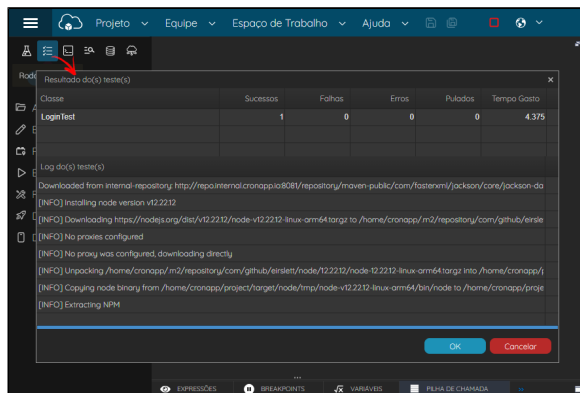 Projeto Equipe Espaço de Trabalho Ajuda
Resultado do(s) teste(s)
Classe Sucessos Falhas Erros Pulados Tempo Gasto
LoginTest 1 0 0 0 4.375
Log do(s) teste(s)
Downloaded from internal-repository: http://repo.internal.cronapp.io:8081/repository/maven-public/com/fasterxml/jackson/core/jackson-da
[INFO] Installing node version v12.22.12
[INFO] Downloading https://nodejs.org/dist/v12.22.12/node-v12.22.12-linux-arm64.tar.gz to /home/cronapp/.m2/repository/com/github/eirsle
[INFO] No proxies configured
[INFO] No proxy was configured, downloading directly
[INFO] Unpacking /home/cronapp/.m2/repository/com/github/eirslett/node/12.22.12/node-12.22.12-linux-arm64.tar.gz into /home/cronapp/p
[INFO] Copying node binary from /home/cronapp/project/target/node/tmp/node-v12.22.12-linux-arm64/bin/node to /home/cronapp/proje
[INFO] Extracting NPM
OK Cancelar
EXPRESSÕES BREAKPOINTS VARIÁVEIS PILHA DE CHAMADA